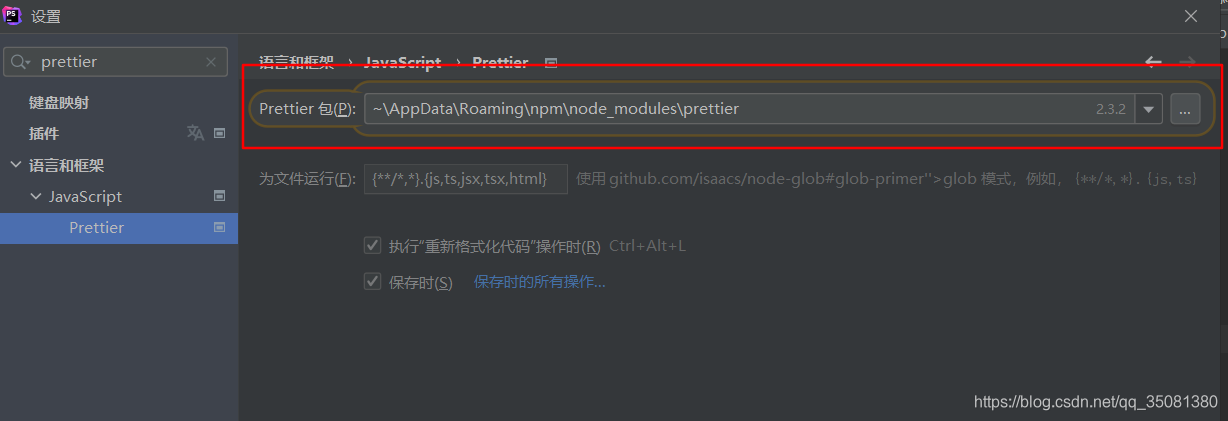 PS 设置
prettier
键盘映射
插件
语言和框架
JavaScript
Prettier
语言和框架 › JavaScript › Prettier
Prettier 包(P): ~\AppData\Roaming\npm\node_modules\prettier 2.3.2 ...
为文件运行(F): {**/*,*}.{js,ts,jsx,tsx,html} 使用 github.com/isaacs/node-glob#glob-primer">glob 模式，例如，{**/*,*}.{js,ts}
执行“重新格式化代码”操作时(R) Ctrl+Alt+L
保存时(S) 保存时的所有操作...
https://blog.csdn.net/qq_35081380